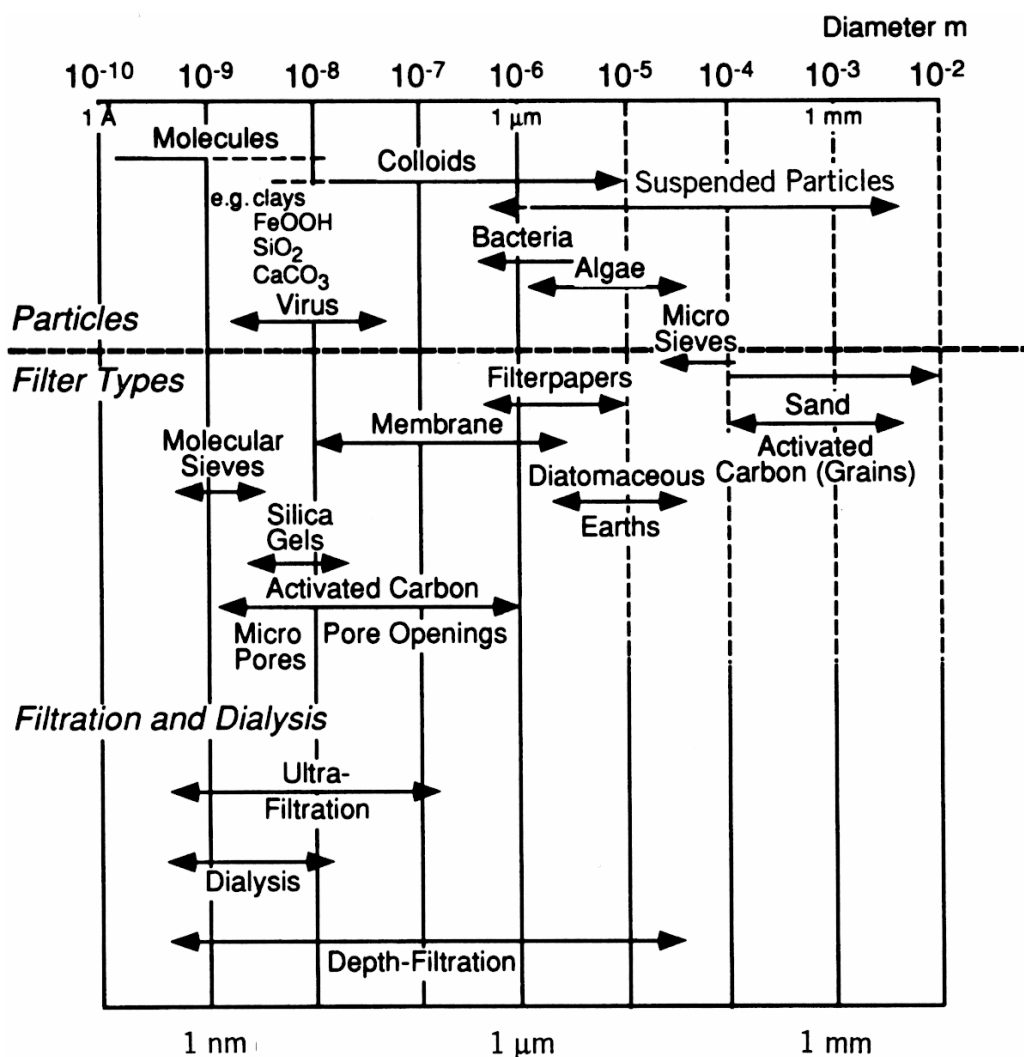 Diameter m
10⁻¹⁰ 10⁻⁹ 10⁻⁸ 10⁻⁷ 10⁻⁶ 10⁻⁵ 10⁻⁴ 10⁻³ 10⁻²
1 A 1 µm 1 mm
Molecules
Colloids
Suspended Particles
e.g. clays
FeOOH
SiO₂
CaCO₃
Bacteria
Algae
Virus
Particles
Micro
Sieves
Filter Types
Filterpapers
Sand
Membrane
Activated
Carbon (Grains)
Molecular
Sieves
Diatomaceous
Earths
Silica
Gels
Activated Carbon
Micro
Pores
Pore Openings
Filtration and Dialysis
Ultra-
Filtration
Dialysis
Depth-Filtration
1 nm 1 µm 1 mm